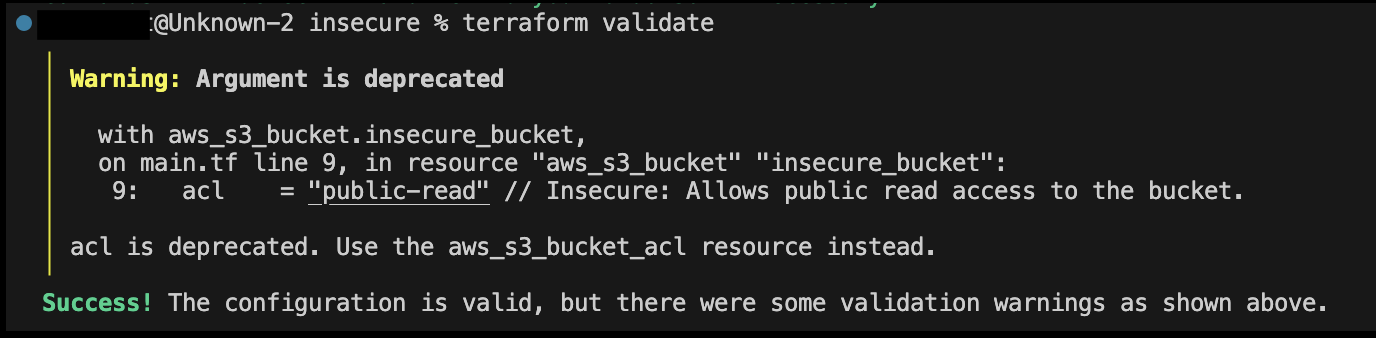 @Unknown-2 insecure % terraform validate
Warning: Argument is deprecated
with aws_s3_bucket.insecure_bucket,
on main.tf line 9, in resource "aws_s3_bucket" "insecure_bucket":
9: acl = "public-read" // Insecure: Allows public read access to the bucket.
acl is deprecated. Use the aws_s3_bucket_acl resource instead.
Success! The configuration is valid, but there were some validation warnings as shown above.